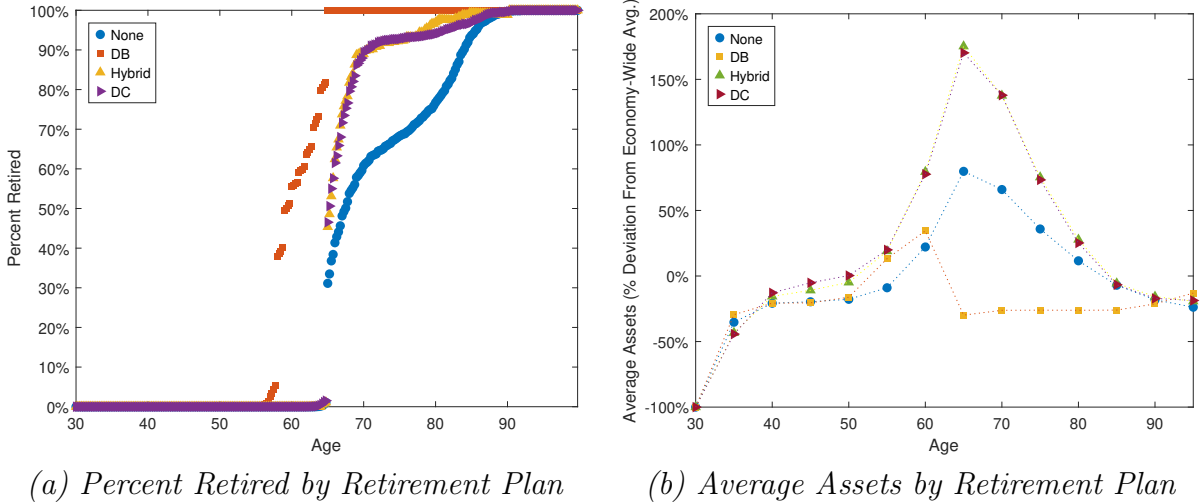 100%
90%
80%
70%
60%
50%
40%
30%
20%
10%
0%
30
40
50
60
70
80
90
Age
Percent Retired
None
DB
Hybrid
DC
(a) Percent Retired by Retirement Plan
200%
150%
100%
50%
0%
-50%
-100%
30
40
50
60
70
80
90
Age
Average Assets (% Deviation From Economy-Wide Avg.)
None
DB
Hybrid
DC
(b) Average Assets by Retirement Plan